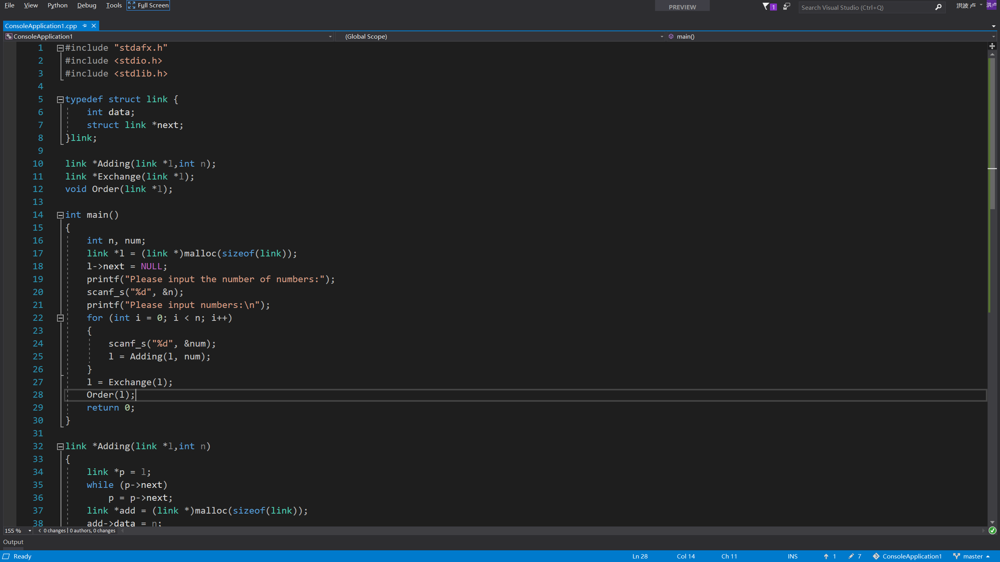 File View Python Debug Tools Full Screen PREVIEW 1 Search Visual Studio (Ctrl+Q) 洪波 卢 洪卢
ConsoleApplication1.cpp
ConsoleApplication1 (Global Scope) main()
1 #include "stdafx.h"
2 #include <stdio.h>
3 #include <stdlib.h>
4
5 typedef struct link {
6 int data;
7 struct link *next;
8 }link;
9
10 link *Adding(link *l,int n);
11 link *Exchange(link *l);
12 void Order(link *l);
13
14 int main()
15 {
16 int n, num;
17 link *l = (link *)malloc(sizeof(link));
18 l->next = NULL;
19 printf("Please input the number of numbers:");
20 scanf_s("%d", &n);
21 printf("Please input numbers:\n");
22 for (int i = 0; i < n; i++)
23 {
24 scanf_s("%d", &num);
25 l = Adding(l, num);
26 }
27 l = Exchange(l);
28 Order(l);
29 return 0;
30 }
31
32 link *Adding(link *l,int n)
33 {
34 link *p = l;
35 while (p->next)
36 p = p->next;
37 link *add = (link *)malloc(sizeof(link));
38 add->data = n;
155 % 0 changes | 0 authors, 0 changes
Output
Ready Ln 28 Col 14 Ch 11 INS 1 7 ConsoleApplication1 master